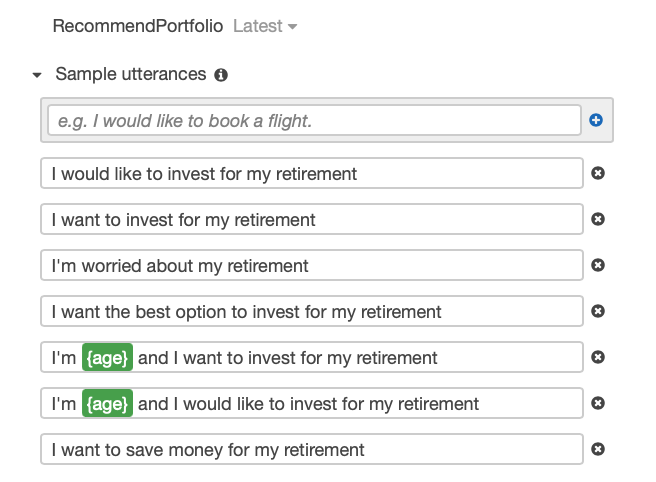 RecommendPortfolio Latest
Sample utterances
e.g. I would like to book a flight.
I would like to invest for my retirement
I want to invest for my retirement
I'm worried about my retirement
I want the best option to invest for my retirement
I'm {age} and I want to invest for my retirement
I'm {age} and I would like to invest for my retirement
I want to save money for my retirement